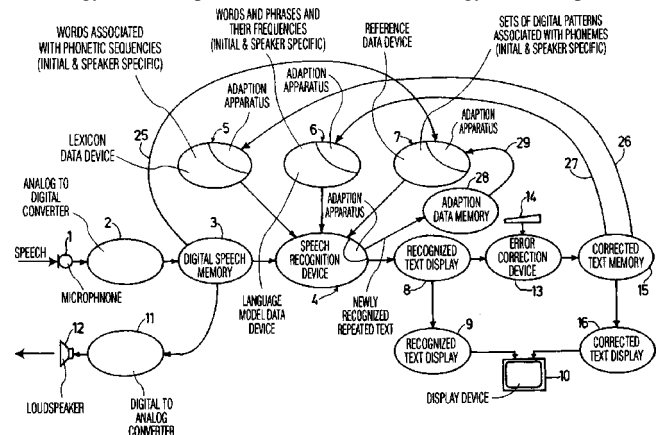 WORDS ASSOCIATED
WITH PHONETIC SEQUENCES
(INITIAL & SPEAKER SPECIFIC)
WORDS AND PHRASES AND
THEIR FREQUENCIES
(INITIAL & SPEAKER SPECIFIC)
REFERENCE
DATA DEVICE
SETS OF DIGITAL PATTERNS
ASSOCIATED WITH PHONEMES
(INITAL & SPEAKER SPECIFIC)
ADAPTION
APPARATUS
ADAPTION
APPARATUS
ADAPTION
APPARATUS
25
5
6
7
29
26
27
28
LEXICON
DATA DEVICE
ANALOG TO
DIGITAL
CONVERTER
ADAPTION
APPARATUS
ADAPTION
DATA MEMORY
14
SPEECH
1
2
3
MICROPHNONE
DIGITAL SPEECH
MEMORY
SPEECH
RECOGNITION
DEVICE
4
RECOGNIZED
TEXT DISPLAY
8
ERROR
CORRECTION
DEVICE
13
CORRECTED
TEXT MEMORY
15
LANGUAGE
MODEL DATA
DEVICE
NEWLY
RECOGNIZED
REPEATED TEXT
12
11
LOUDSPEAKER
DIGITAL TO
ANALOG
CONVERTER
9
RECOGNIZED
TEXT DISPLAY
10
DISPLAY DEVICE
16
CORRECTED
TEXT DISPLAY